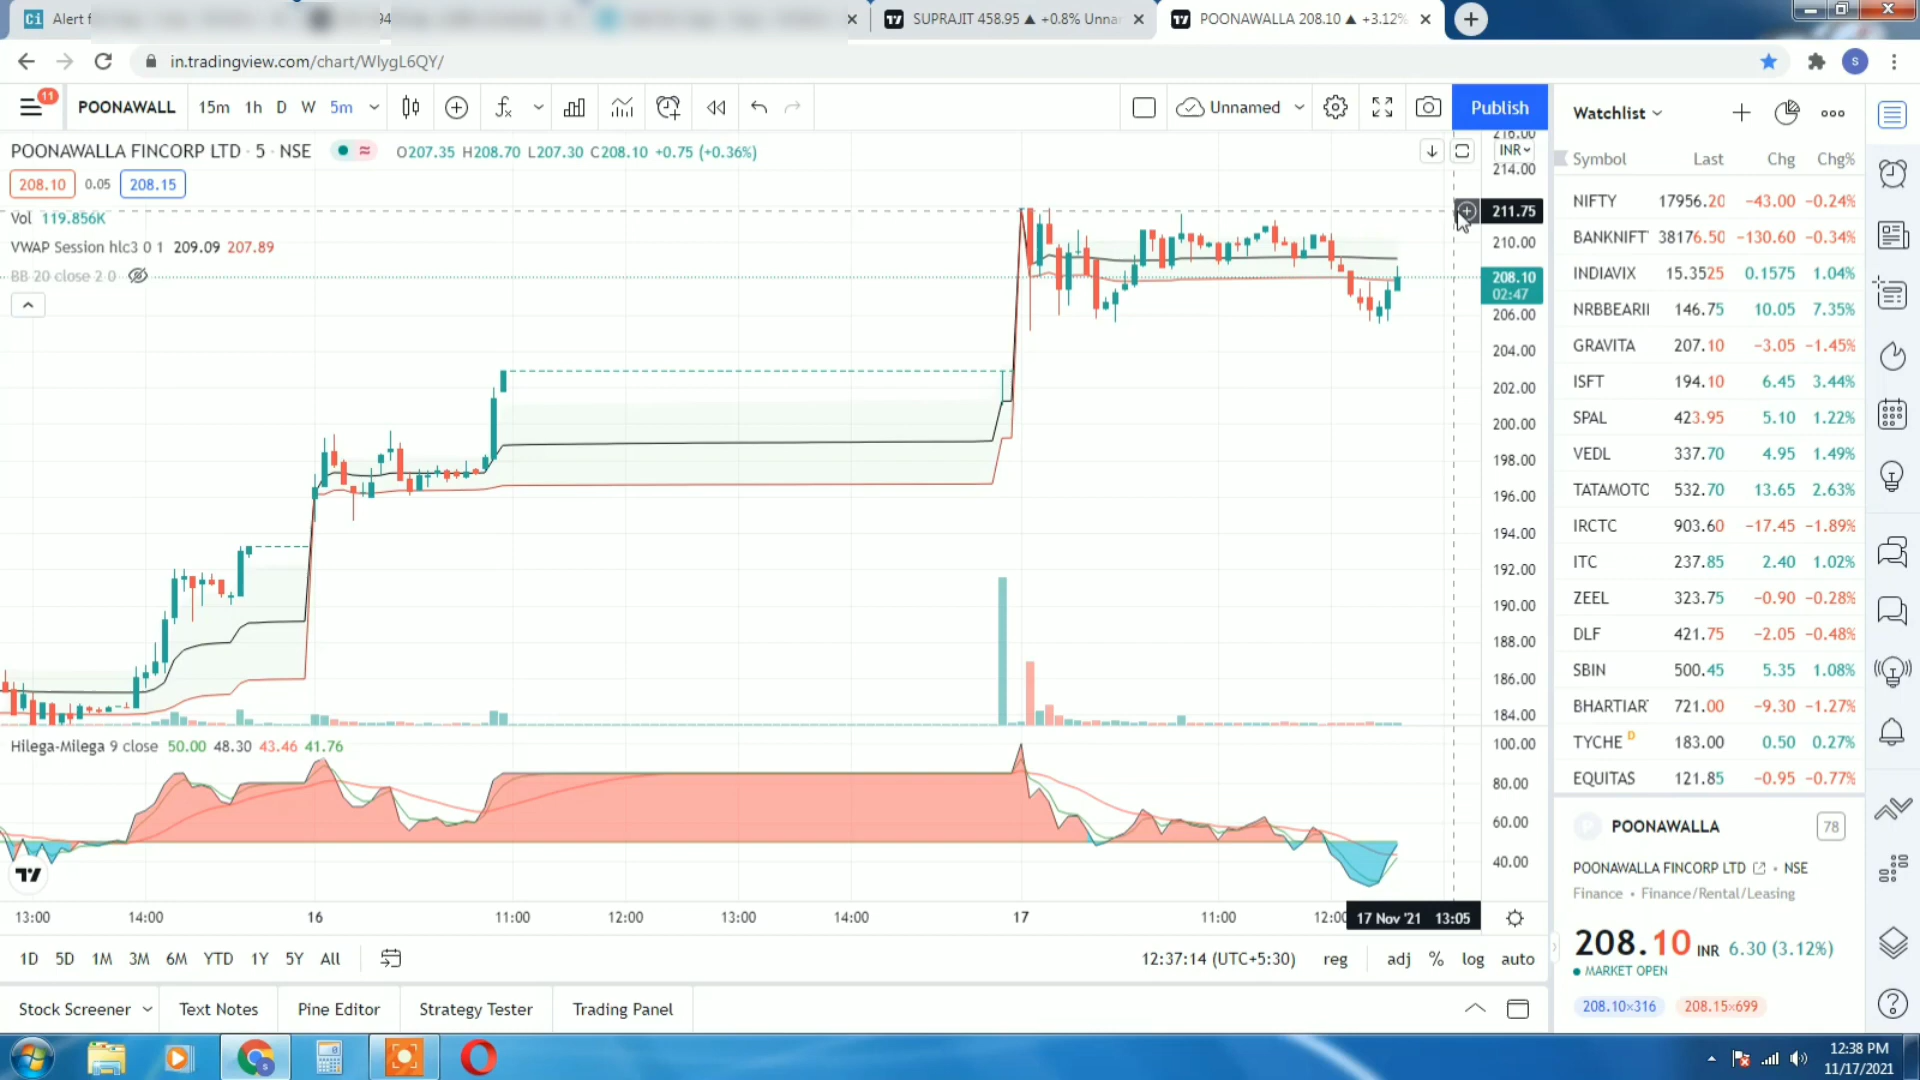 Ci Alert f
94
SUPRAJIT 458.95 ▲ +0.8% Unna
POONAWALLA 208.10 ▲ +3.12%
in.tradingview.com/chart/WlygL6QY/
S
11
POONAWALL 15m 1h D W 5m
Unnamed
Publish
POONAWALLA FINCORP LTD · 5 · NSE O207.35 H208.70 L207.30 C208.10 +0.75 (+0.36%)
208.10 0.05 208.15
Vol 119.856K
VWAP Session hlc3 0 1 209.09 207.89
BB 20 close 2 0
216.00
INR
214.00
211.75
210.00
208.10
02:47
206.00
204.00
202.00
200.00
198.00
196.00
194.00
192.00
190.00
188.00
186.00
184.00
Hilega-Milega 9 close 50.00 48.30 43.46 41.76
100.00
80.00
60.00
40.00
13:00 14:00 16 11:00 12:00 13:00 14:00 17 11:00 12:00 17 Nov '21 13:05
1D 5D 1M 3M 6M YTD 1Y 5Y All
12:37:14 (UTC+5:30) reg adj % log auto
Stock Screener Text Notes Pine Editor Strategy Tester Trading Panel
Watchlist
Symbol Last Chg Chg%
NIFTY 17956.20 −43.00 −0.24%
BANKNIFT 38176.50 −130.60 −0.34%
INDIAVIX 15.3525 0.1575 1.04%
NRBBEARII 146.75 10.05 7.35%
GRAVITA 207.10 −3.05 −1.45%
ISFT 194.10 6.45 3.44%
SPAL 423.95 5.10 1.22%
VEDL 337.70 4.95 1.49%
TATAMOTO 532.70 13.65 2.63%
IRCTC 903.60 −17.45 −1.89%
ITC 237.85 2.40 1.02%
ZEEL 323.75 −0.90 −0.28%
DLF 421.75 −2.05 −0.48%
SBIN 500.45 5.35 1.08%
BHARTIAR 721.00 −9.30 −1.27%
TYCHE D 183.00 0.50 0.27%
EQUITAS 121.85 −0.95 −0.77%
P POONAWALLA 78
POONAWALLA FINCORP LTD • NSE
Finance • Finance/Rental/Leasing
208.10 INR 6.30 (3.12%)
MARKET OPEN
208.10×316 208.15×699
12:38 PM
11/17/2021